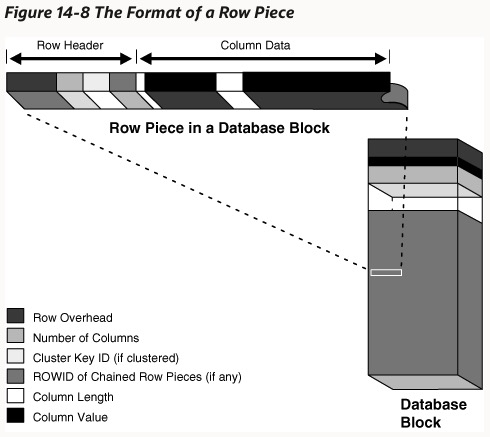 Figure 14-8 The Format of a Row Piece
Row Header
Column Data
Row Piece in a Database Block
Row Overhead
Number of Columns
Cluster Key ID (if clustered)
ROWID of Chained Row Pieces (if any)
Column Length
Column Value
Database
Block